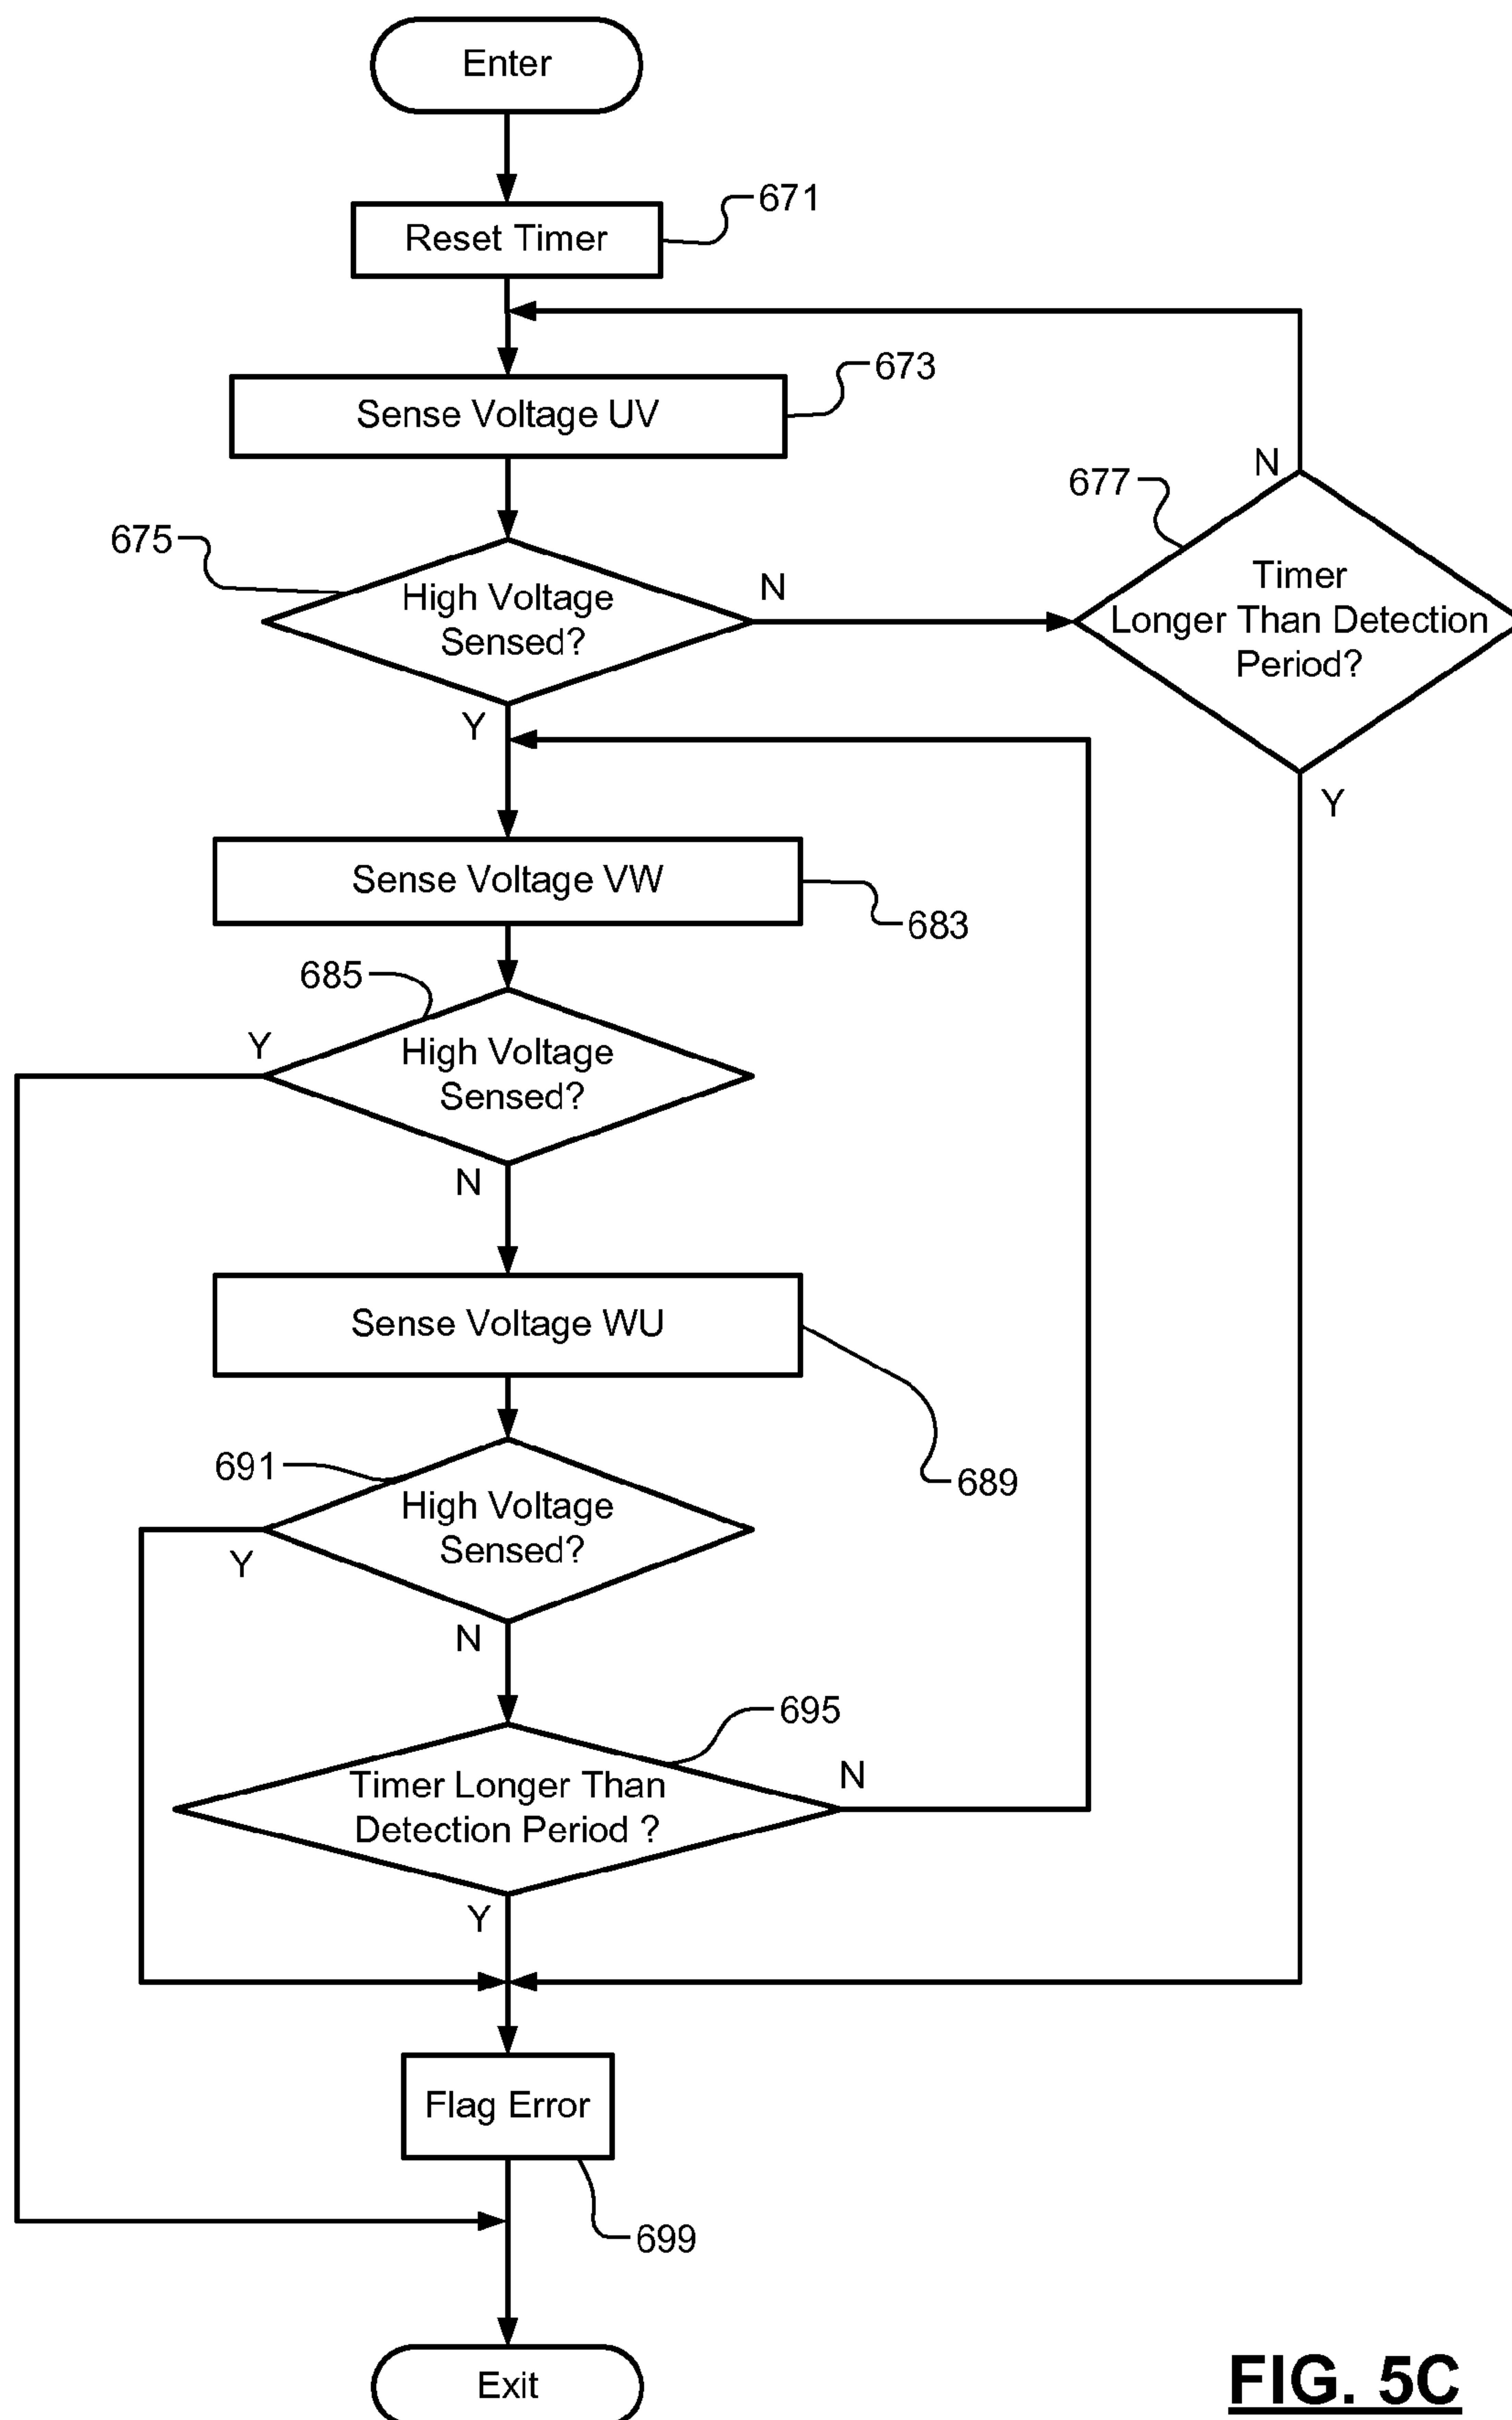 Enter
671
Reset Timer
673
Sense Voltage UV
677
N
675
High Voltage
Sensed?
N
Timer
Longer Than Detection
Period?
Y
Y
Sense Voltage VW
683
685
Y
High Voltage
Sensed?
N
Sense Voltage WU
689
691
High Voltage
Sensed?
Y
N
695
Timer Longer Than
Detection Period ?
N
Y
Flag Error
699
Exit
FIG. 5C